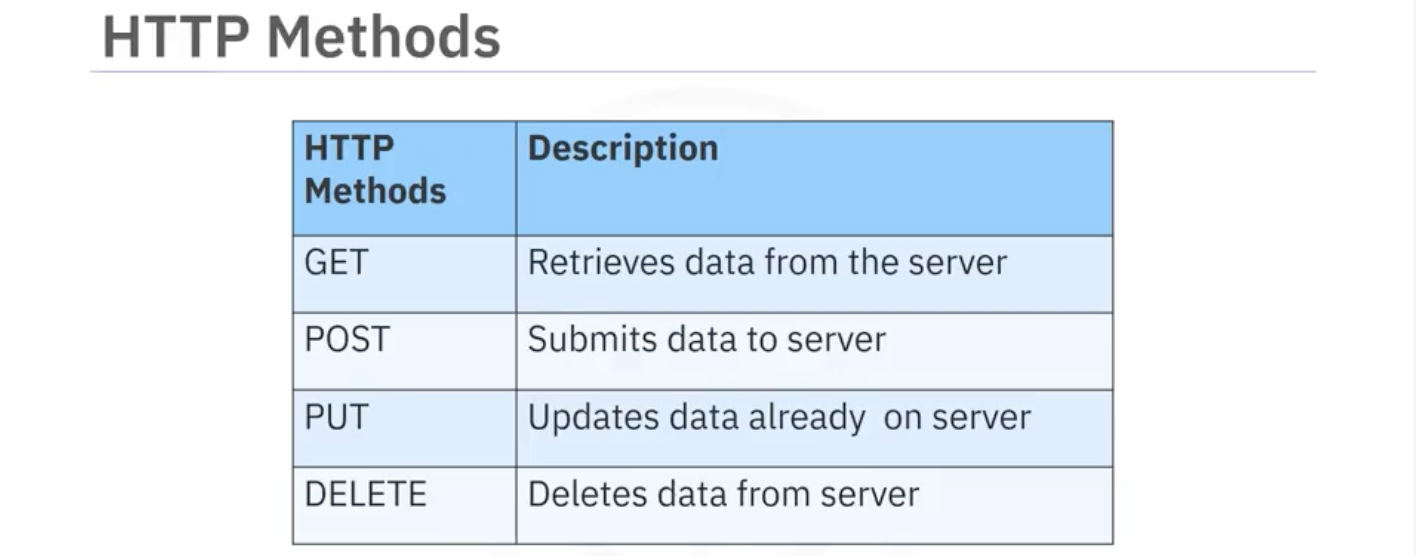 HTTP Methods
HTTP
Methods
Description
GET
Retrieves data from the server
POST
Submits data to server
PUT
Updates data already  on server
DELETE
Deletes data from server